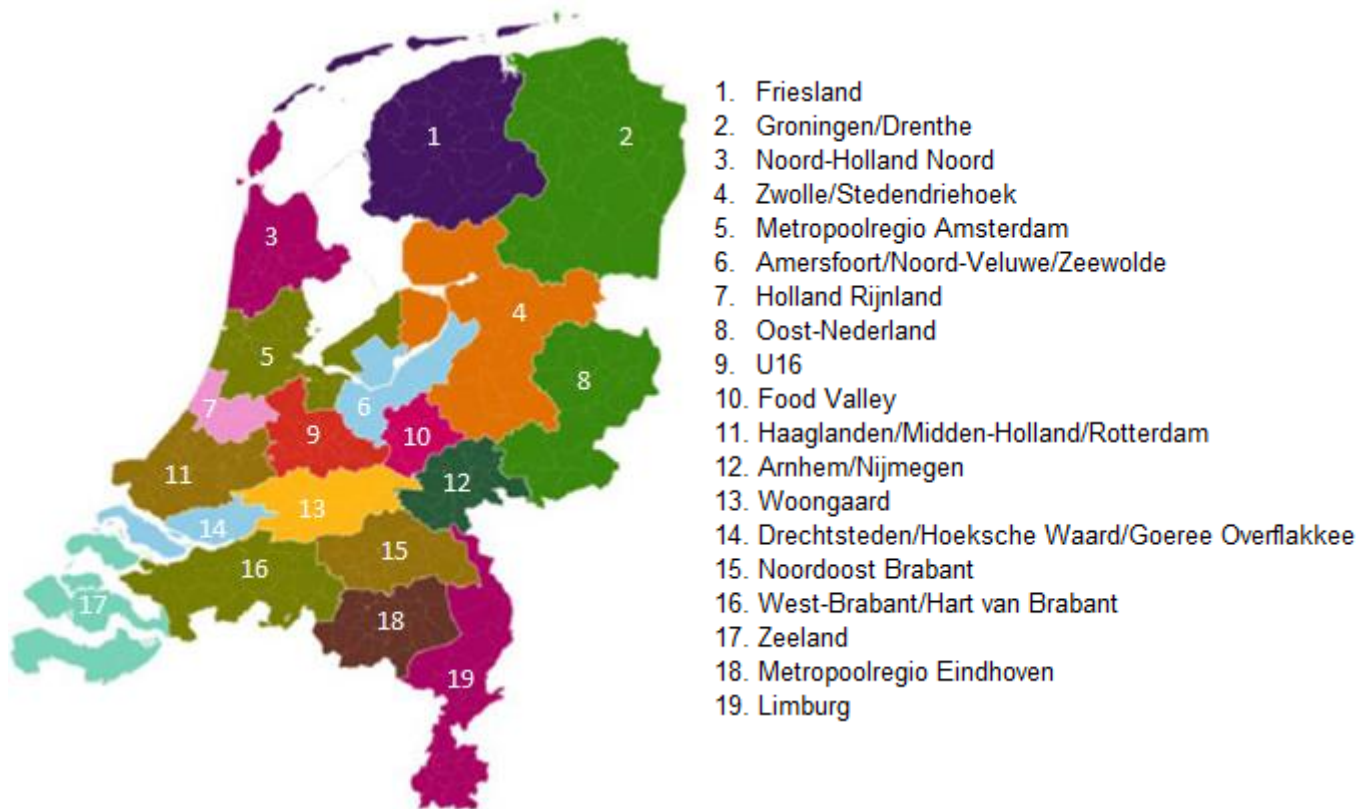 1
2
3
4
5
6
7
8
9
10
11
12
13
14
15
16
17
18
19
1. Friesland
2. Groningen/Drenthe
3. Noord-Holland Noord
4. Zwolle/Stedendriehoek
5. Metropoolregio Amsterdam
6. Amersfoort/Noord-Veluwe/Zeewolde
7. Holland Rijnland
8. Oost-Nederland
9. U16
10. Food Valley
11. Haaglanden/Midden-Holland/Rotterdam
12. Arnhem/Nijmegen
13. Woongaard
14. Drechtsteden/Hoeksche Waard/Goeree Overflakkee
15. Noordoost Brabant
16. West-Brabant/Hart van Brabant
17. Zeeland
18. Metropoolregio Eindhoven
19. Limburg